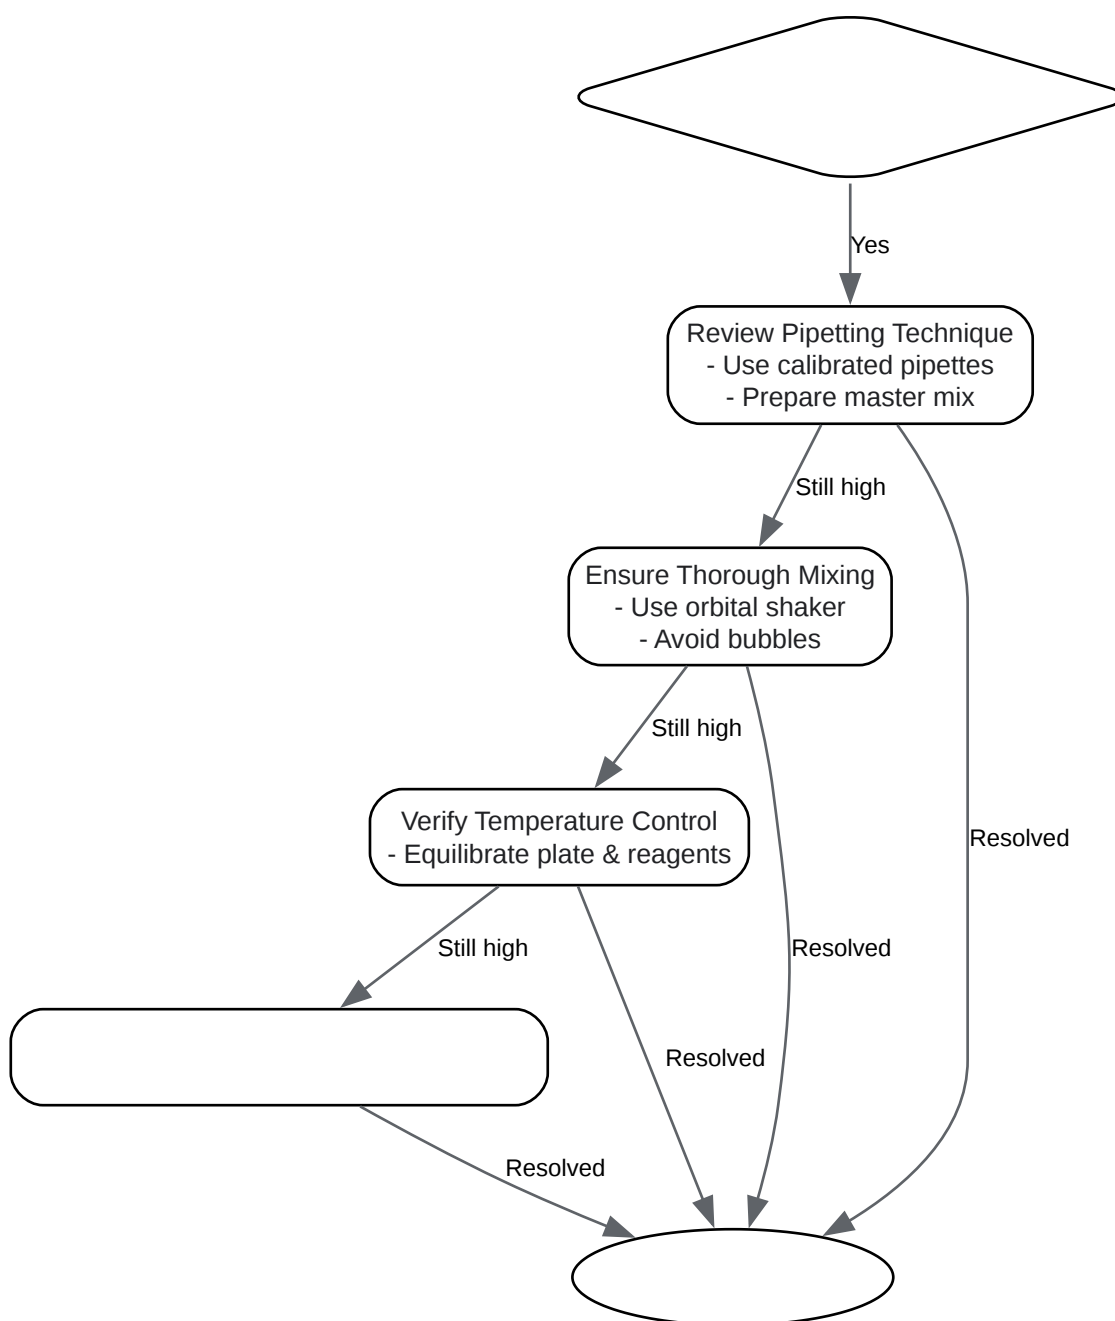 Yes
Review Pipetting Technique
- Use calibrated pipettes
- Prepare master mix
Still high
Ensure Thorough Mixing
- Use orbital shaker
- Avoid bubbles
Still high
Verify Temperature Control
- Equilibrate plate & reagents
Resolved
Still high
Resolved
Resolved
Resolved